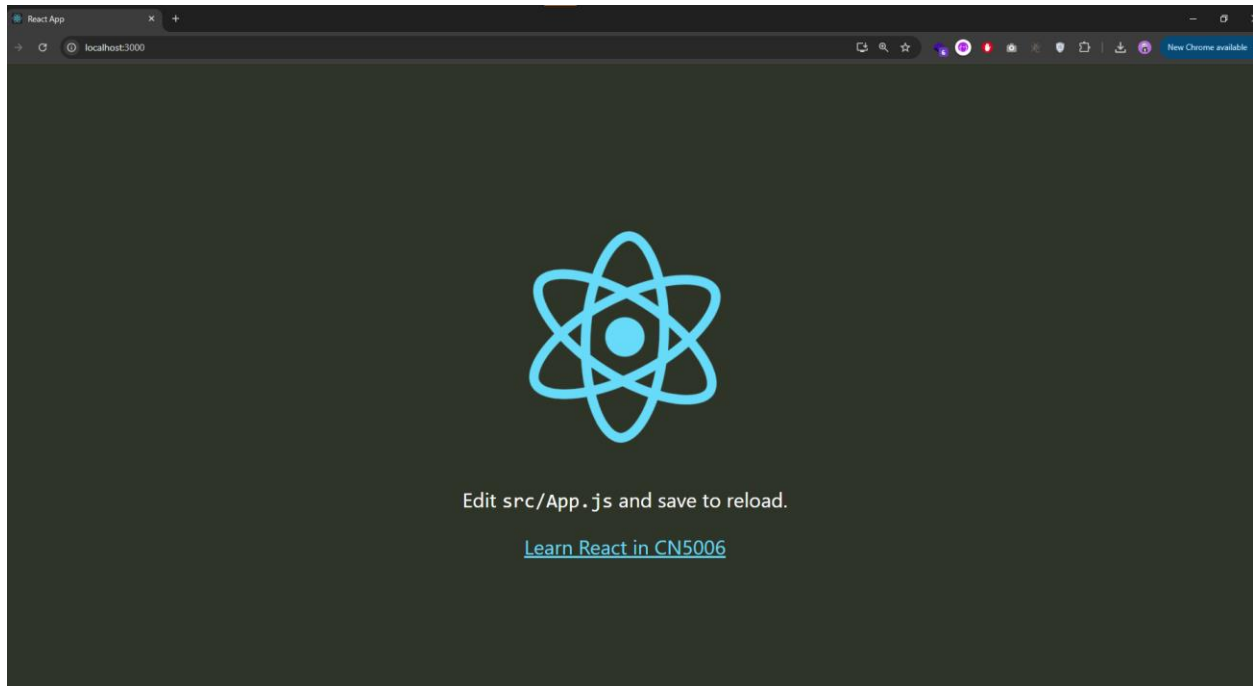 React App
localhost:3000
New Chrome available
Edit src/App.js and save to reload.
Learn React in CN5006